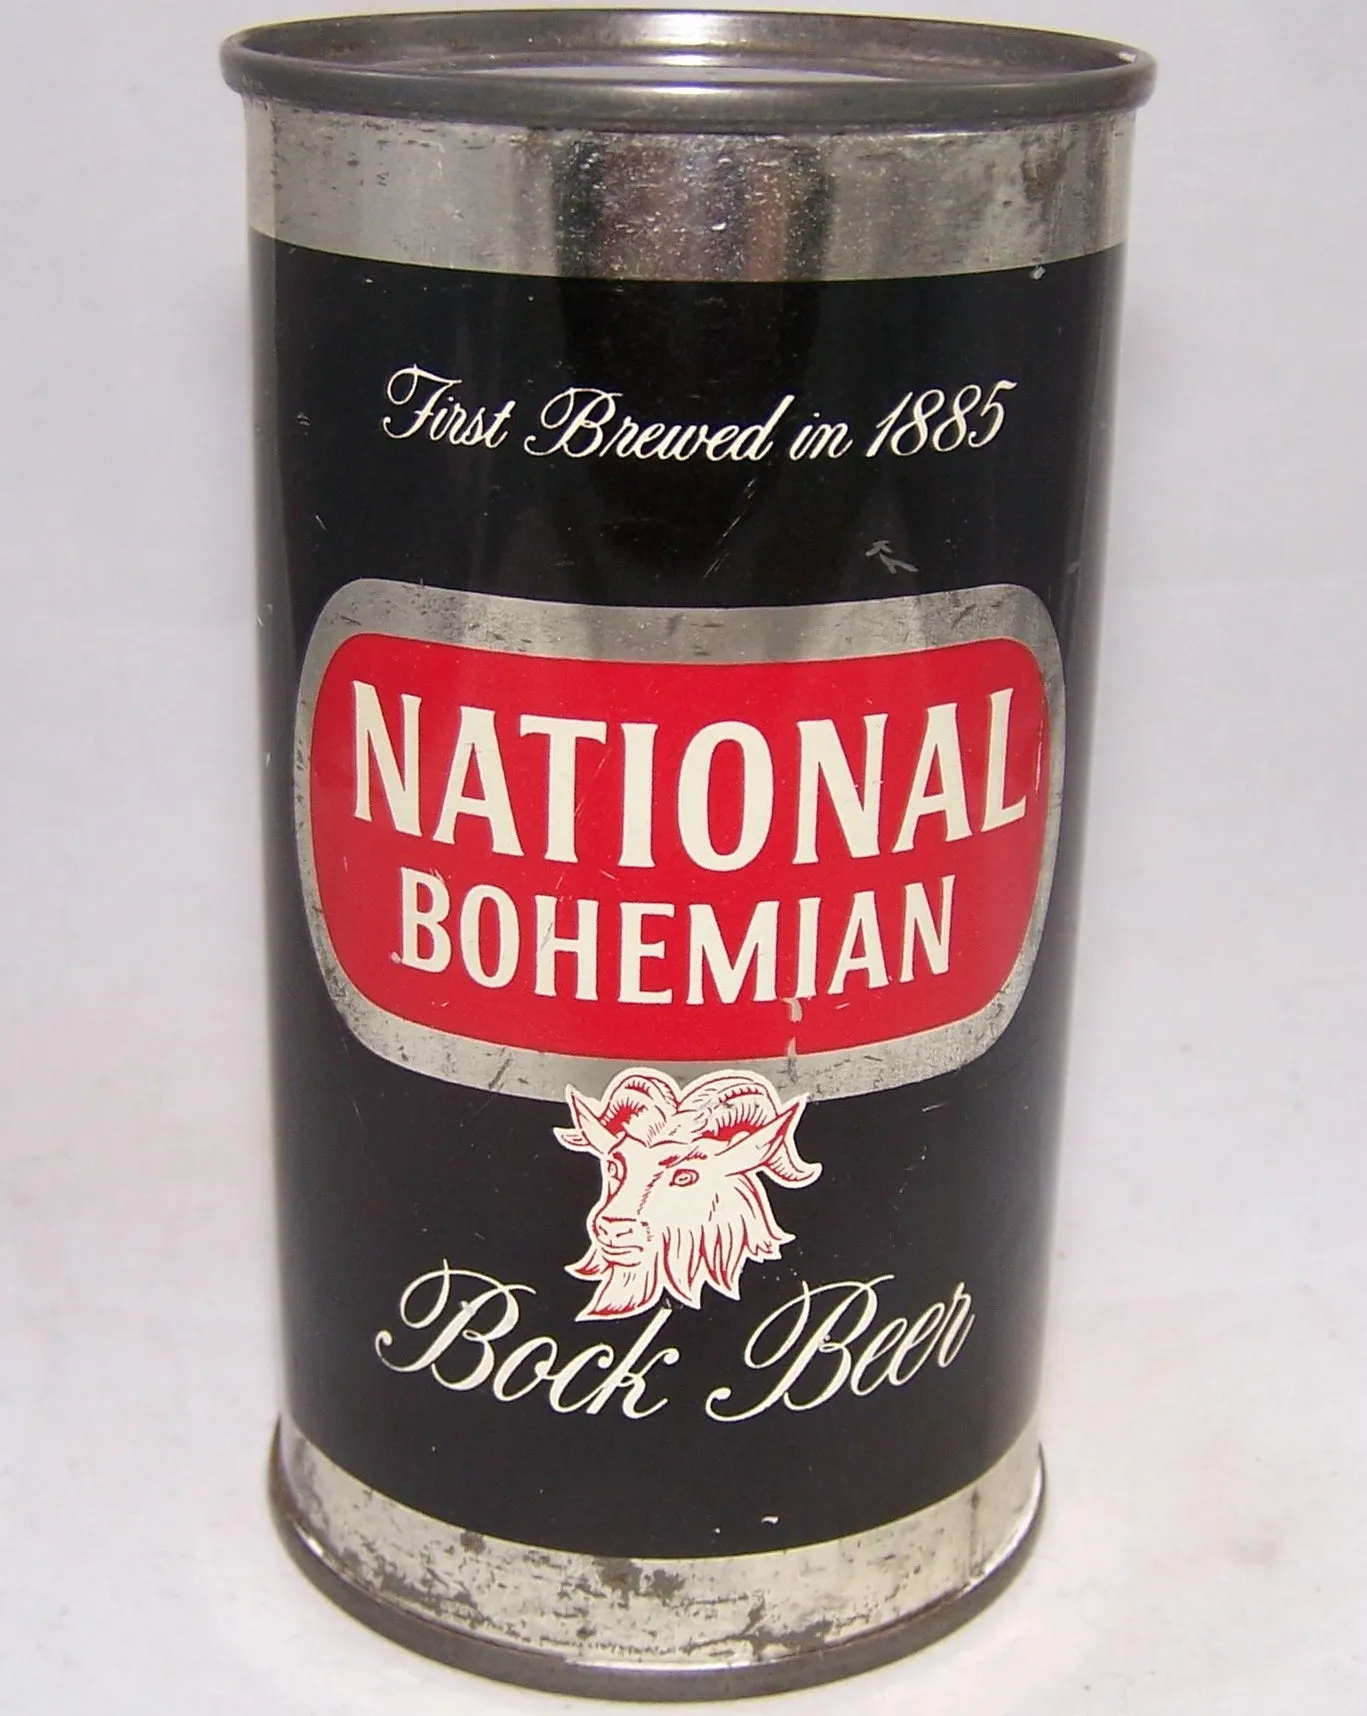 First Brewed in 1885
NATIONAL
BOHEMIAN
Bock Beer